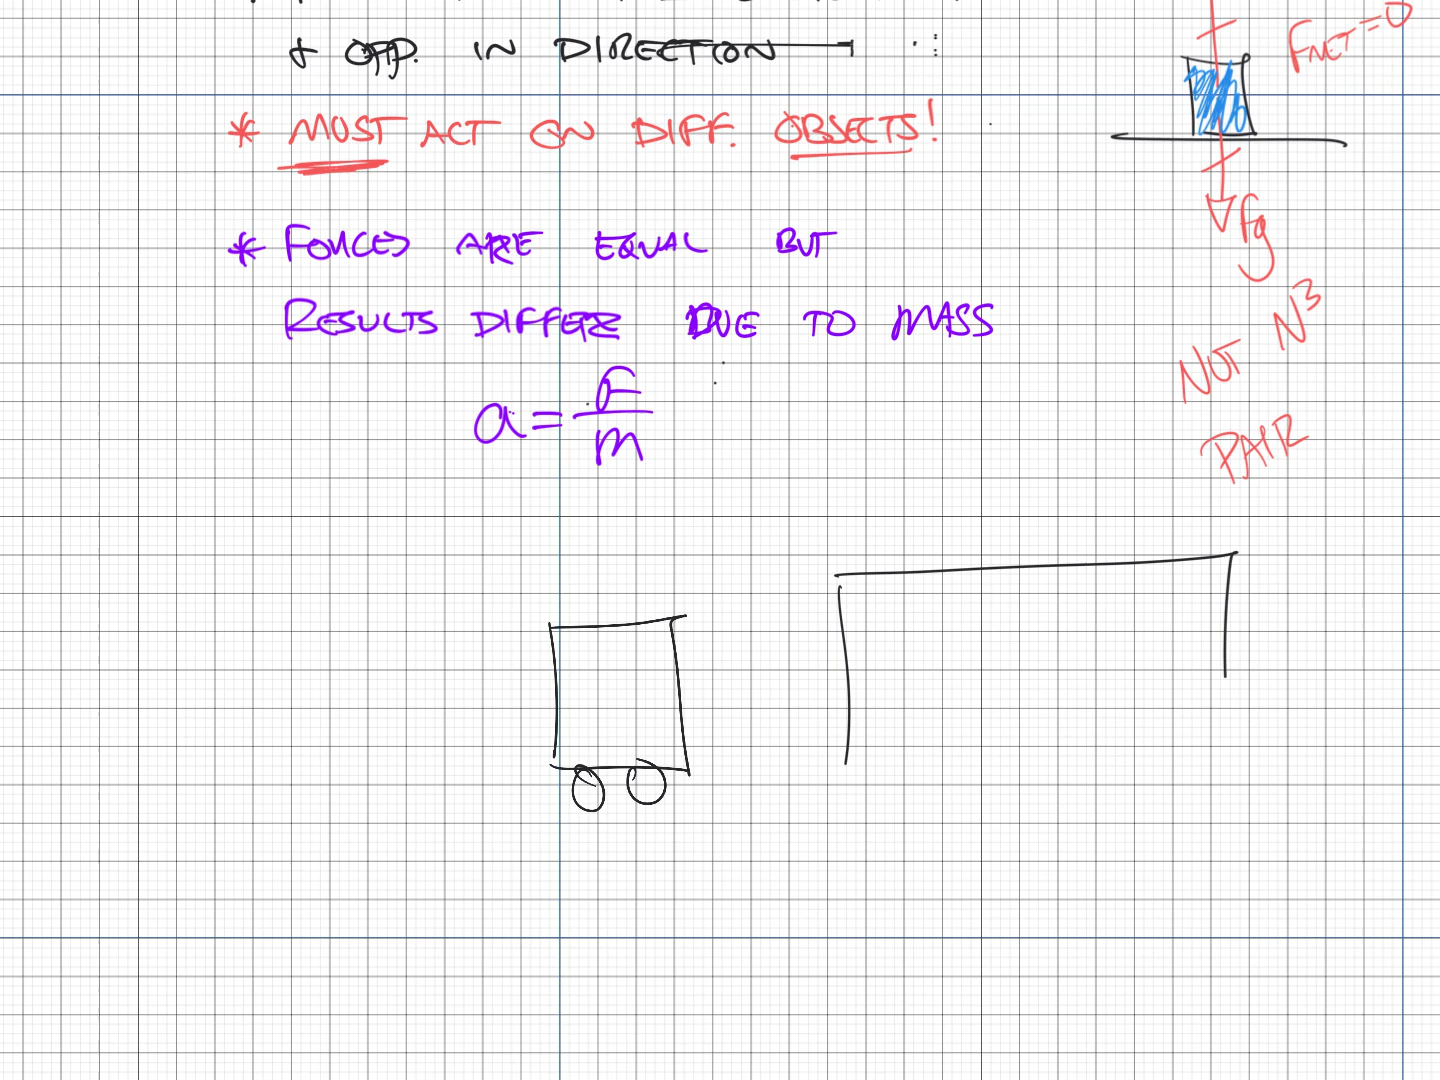 & OPP. IN DIRECTION
* MUST ACT ON DIFF. OBJECTS!
* FORCES ARE EQUAL BUT
RESULTS DIFFER DUE TO MASS
a = F/m
FNET = 0
Fg
NOT N3
PAIR